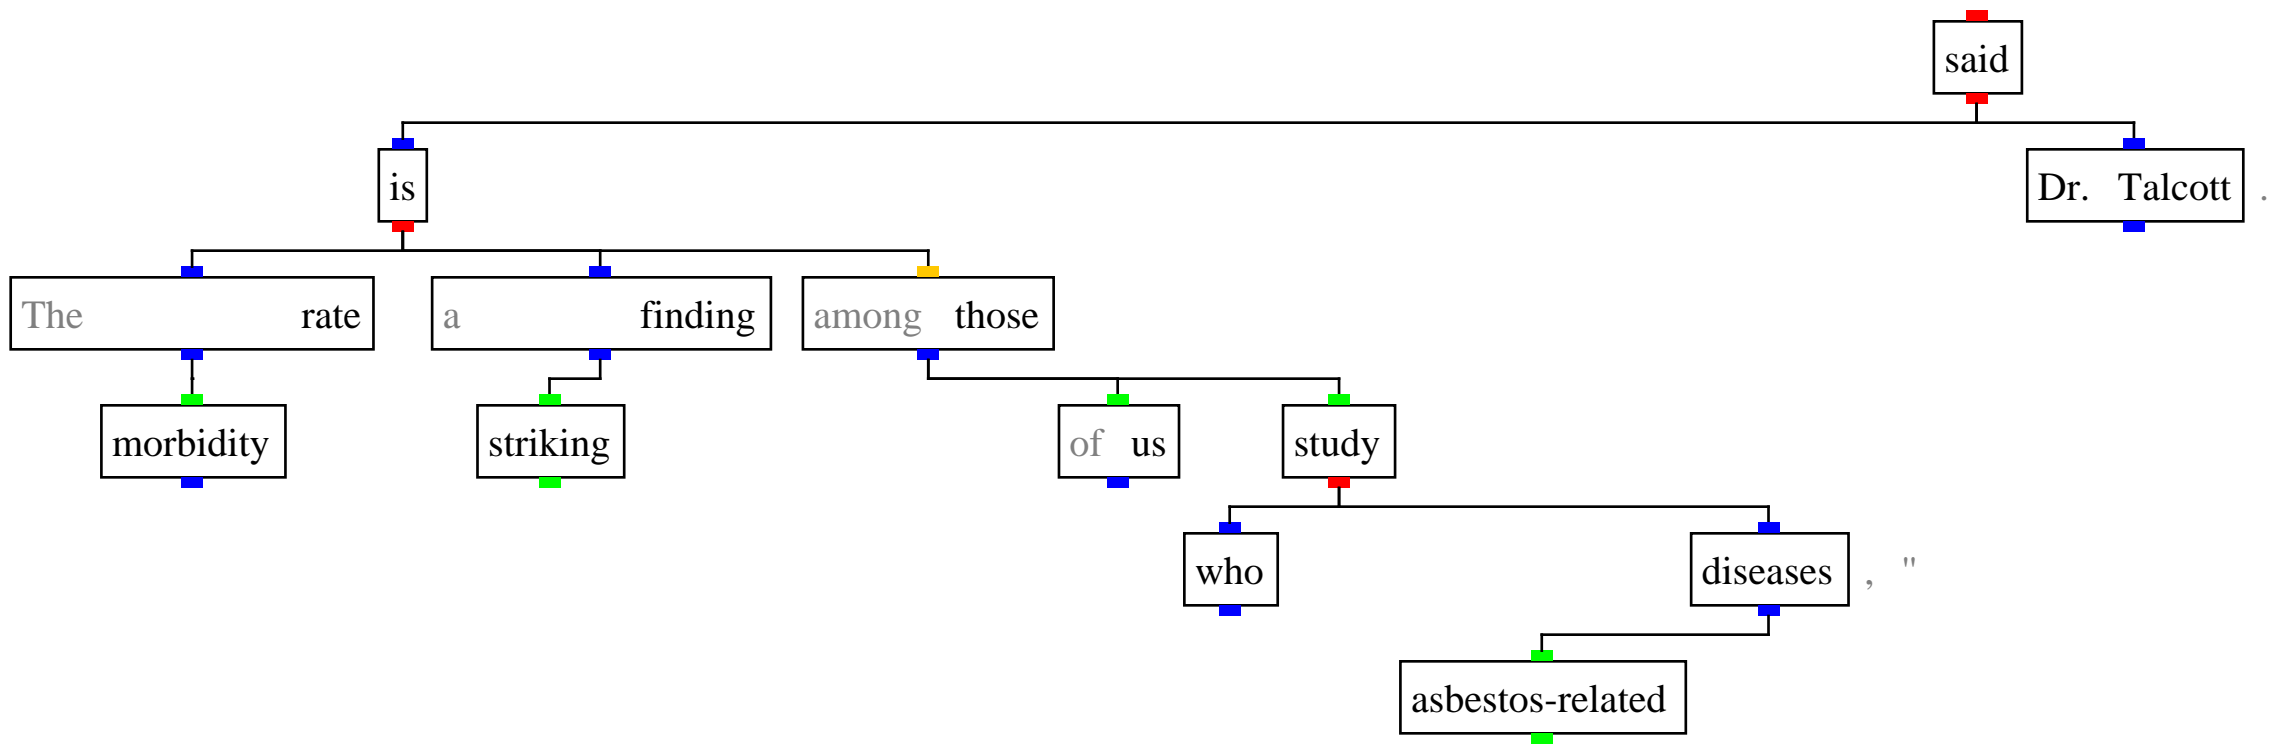 said
is
Dr. Talcott .
The rate
a finding
among those
morbidity
striking
of us
study
who
diseases , "
asbestos-related